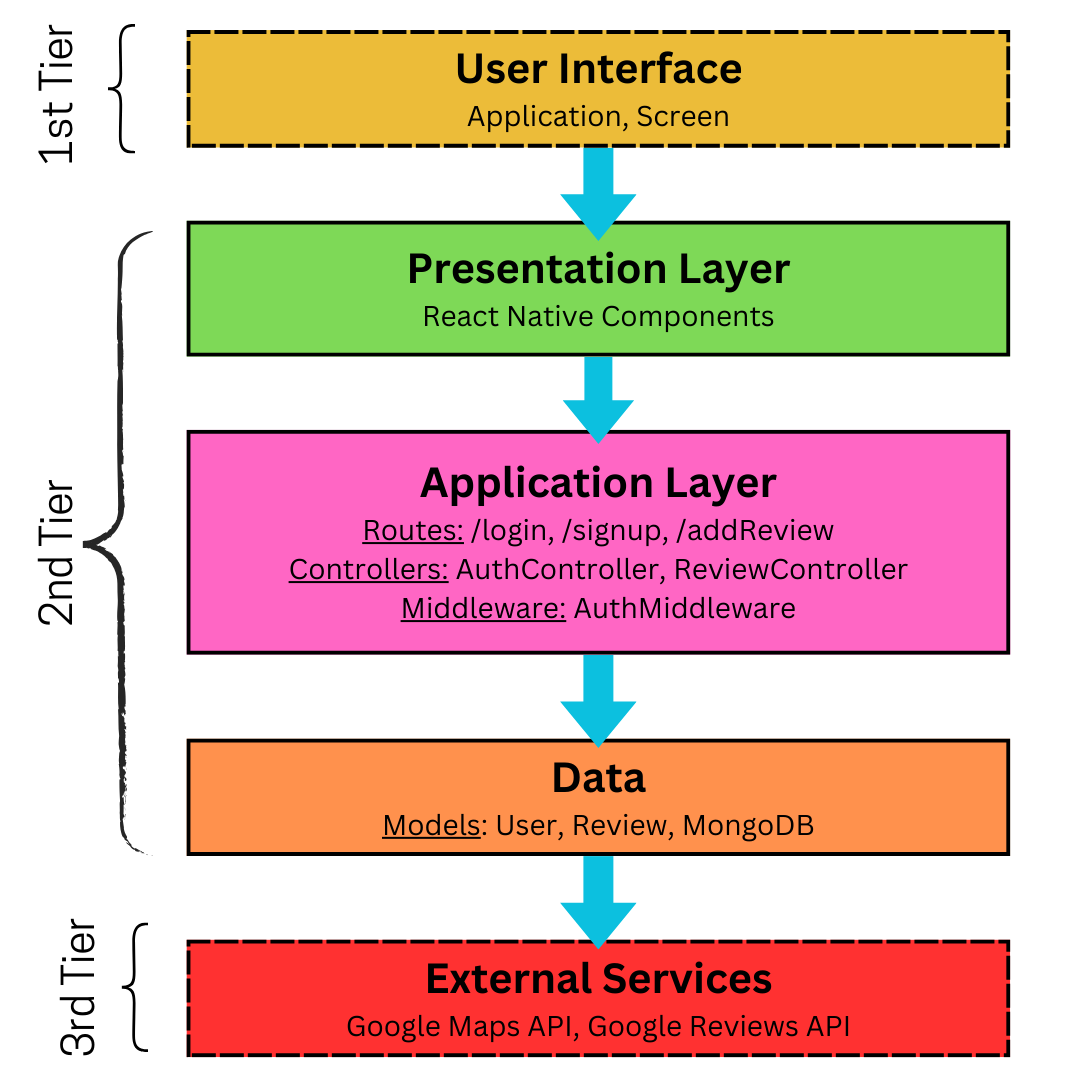 1st Tier
User Interface
Application, Screen
2nd Tier
Presentation Layer
React Native Components
Application Layer
Routes: /login, /signup, /addReview
Controllers: AuthController, ReviewController
Middleware: AuthMiddleware
Data
Models: User, Review, MongoDB
3rd Tier
External Services
Google Maps API, Google Reviews API